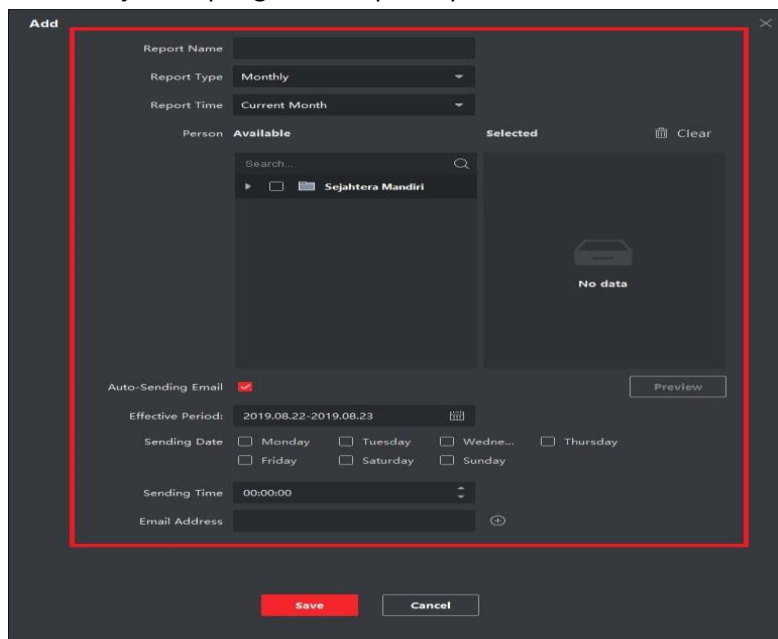 Add
Report Name
Report Type Monthly
Report Time Current Month
Person Available Selected Clear
Search...
Sejahtera Mandiri
No data
Auto-Sending Email Preview
Effective Period: 2019.08.22-2019.08.23
Sending Date Monday Tuesday Wedne... Thursday
Friday Saturday Sunday
Sending Time 00:00:00
Email Address
Save Cancel